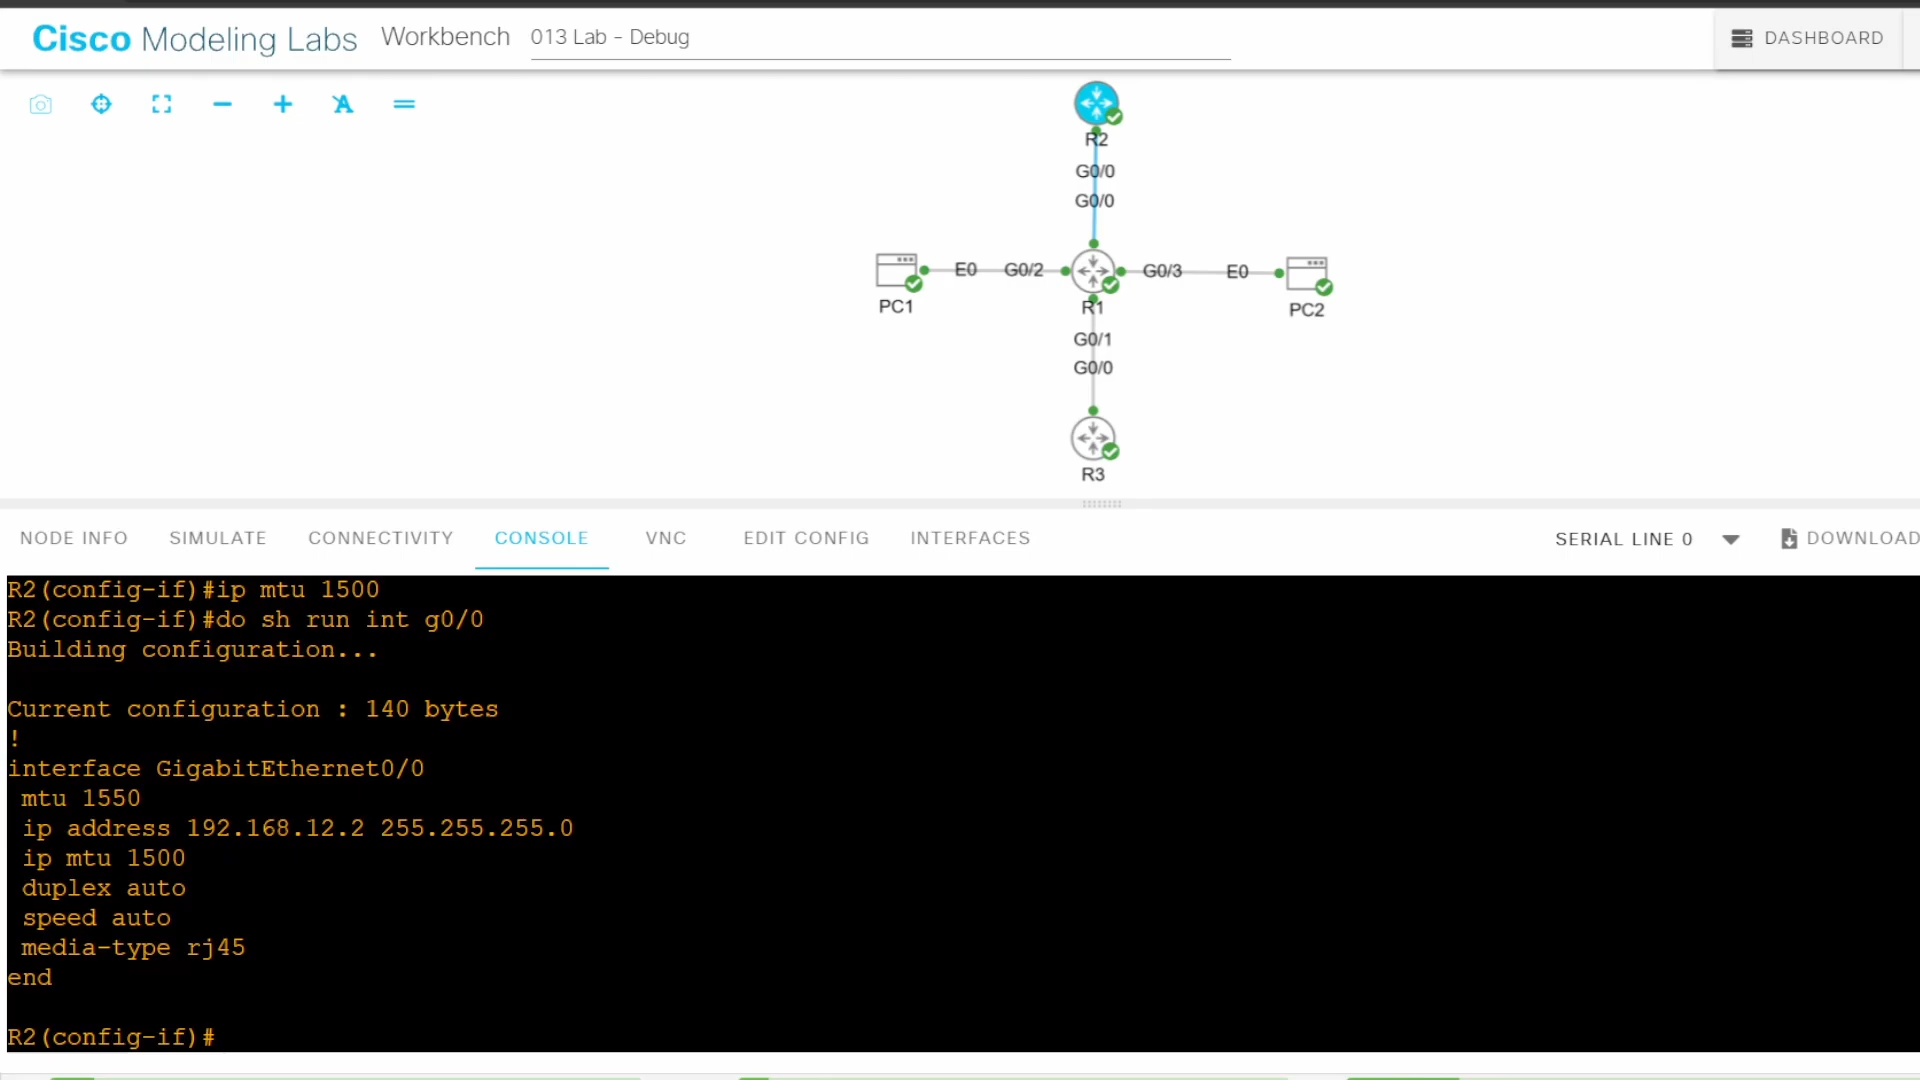 Cisco Modeling Labs Workbench 013 Lab - Debug DASHBOARD
R2
G0/0
G0/0
E0 G0/2 G0/3 E0
PC1 R1 PC2
G0/1
G0/0
R3
NODE INFO SIMULATE CONNECTIVITY CONSOLE VNC EDIT CONFIG INTERFACES SERIAL LINE 0 DOWNLOAD
R2(config-if)#ip mtu 1500
R2(config-if)#do sh run int g0/0
Building configuration...
Current configuration : 140 bytes
!
interface GigabitEthernet0/0
mtu 1550
ip address 192.168.12.2 255.255.255.0
ip mtu 1500
duplex auto
speed auto
media-type rj45
end
R2(config-if)#